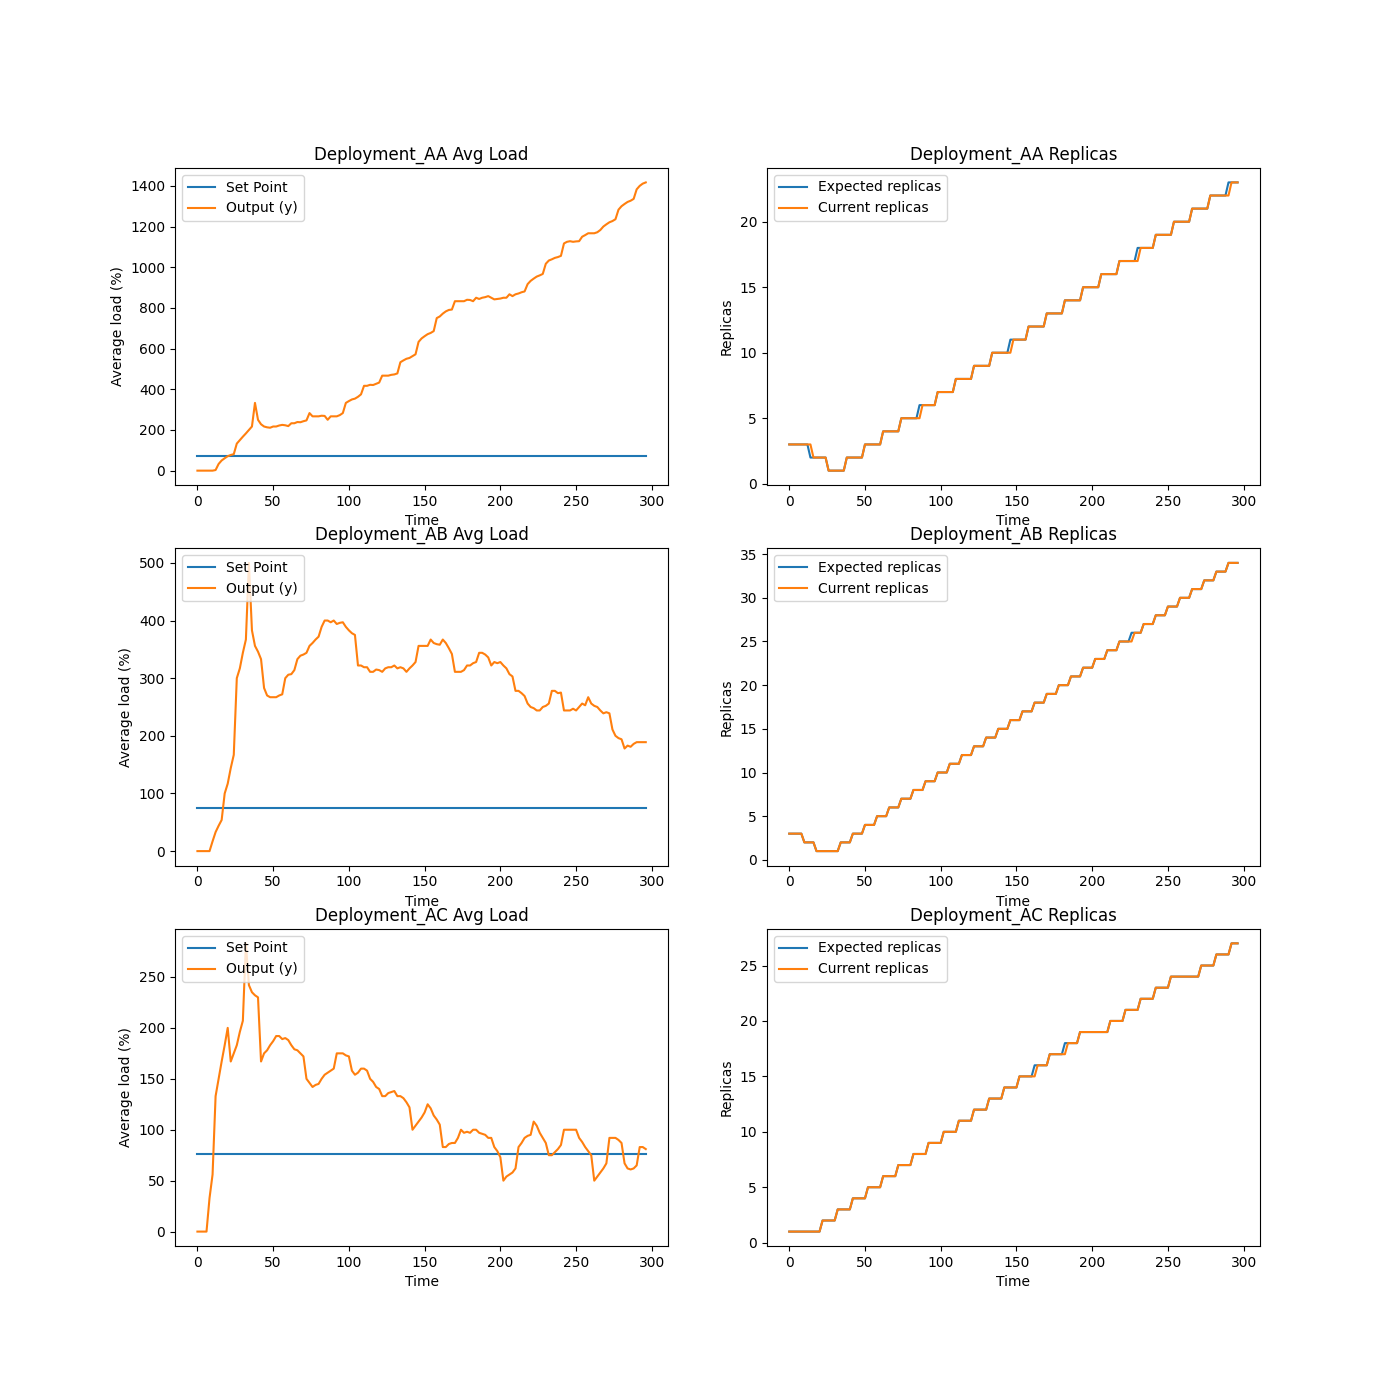 Deployment_AA Avg Load
Set Point
Output (y)
1400
1200
1000
800
600
400
200
0
Average load (%)
0 50 100 150 200 250 300
Time
Deployment_AA Replicas
Expected replicas
Current replicas
20
15
10
5
0
Replicas
0 50 100 150 200 250 300
Time
Deployment_AB Avg Load
Set Point
Output (y)
500
400
300
200
100
0
Average load (%)
0 50 100 150 200 250 300
Time
Deployment_AB Replicas
Expected replicas
Current replicas
35
30
25
20
15
10
5
0
Replicas
0 50 100 150 200 250 300
Time
Deployment_AC Avg Load
Set Point
Output (y)
250
200
150
100
50
0
Average load (%)
0 50 100 150 200 250 300
Time
Deployment_AC Replicas
Expected replicas
Current replicas
25
20
15
10
5
0
Replicas
0 50 100 150 200 250 300
Time